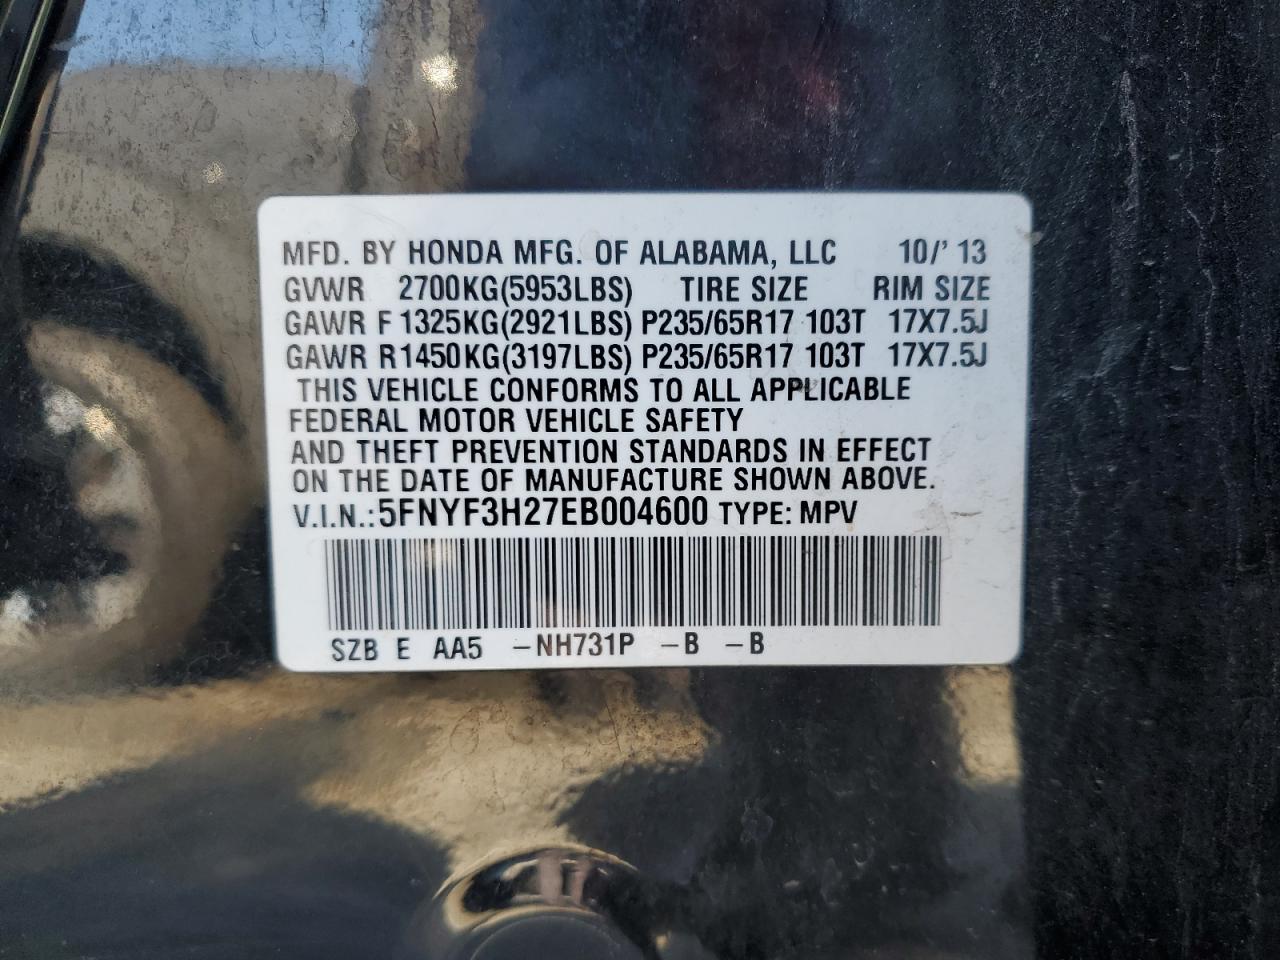 MFD. BY HONDA MFG. OF ALABAMA, LLC 10/'13
GVWR 2700KG(5953LBS) TIRE SIZE RIM SIZE
GAWR F 1325KG(2921LBS) P235/65R17 103T 17X7.5J
GAWR R1450KG(3197LBS) P235/65R17 103T 17X7.5J
THIS VEHICLE CONFORMS TO ALL APPLICABLE
FEDERAL MOTOR VEHICLE SAFETY
AND THEFT PREVENTION STANDARDS IN EFFECT
ON THE DATE OF MANUFACTURE SHOWN ABOVE.
V.I.N.:5FNYF3H27EB004600 TYPE: MPV
SZB E AA5 -NH731P -B -B